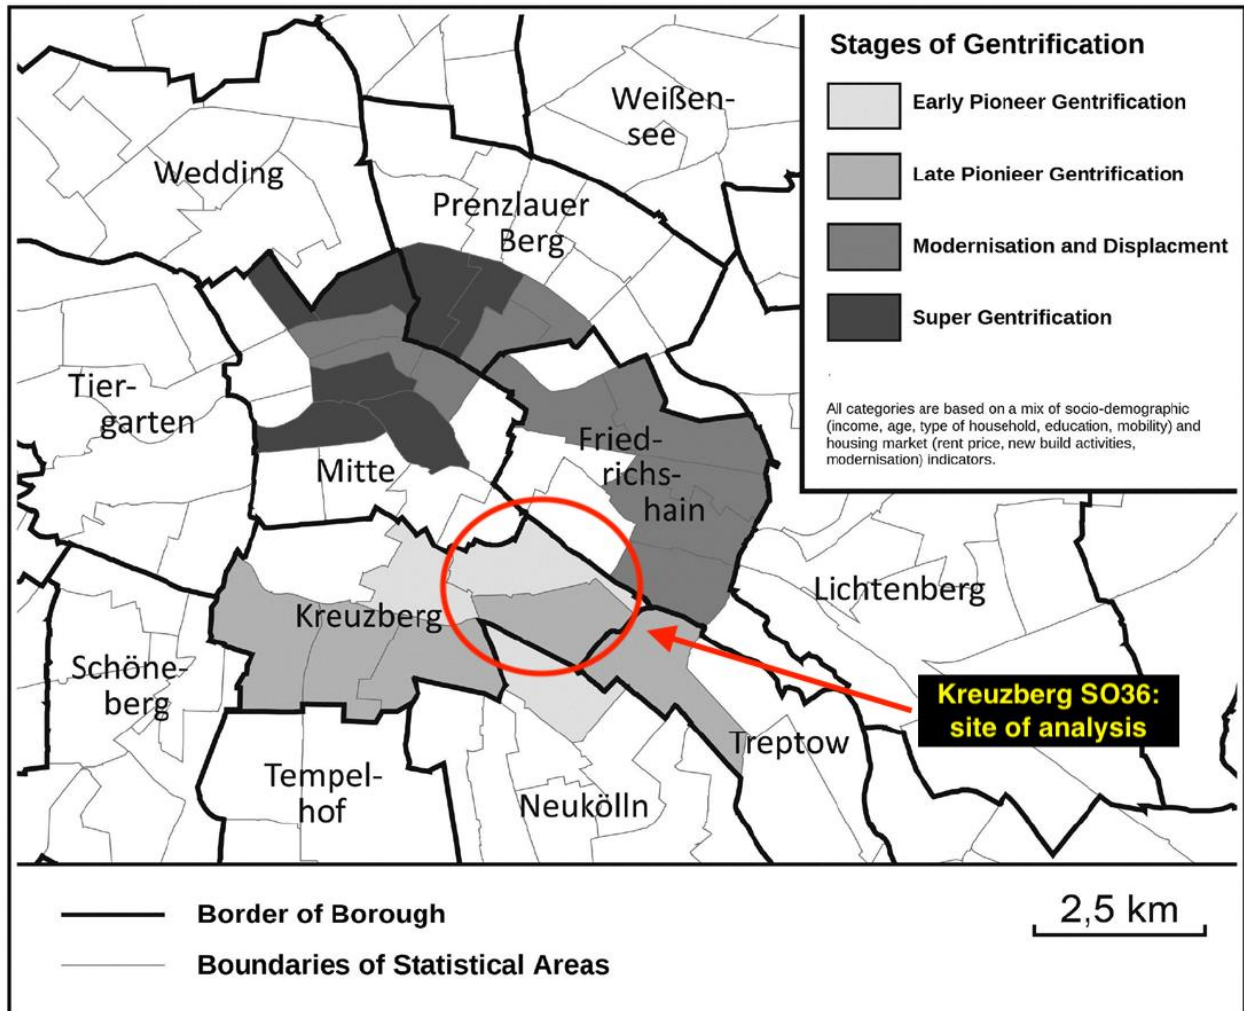 Stages of Gentrification
Early Pioneer Gentrification
Late Pionieer Gentrification
Modernisation and Displacment
Super Gentrification
All categories are based on a mix of socio-demographic
(income, age, type of household, education, mobility) and
housing market (rent price, new build activities,
modernisation) indicators.
Weißen-
see
Wedding
Prenzlauer
Berg
Tier-
garten
Mitte
Fried-
richs-
hain
Lichtenberg
Kreuzberg
Schöne-
berg
Kreuzberg SO36:
site of analysis
Treptow
Tempel-
hof
Neukölln
Border of Borough
Boundaries of Statistical Areas
2,5 km